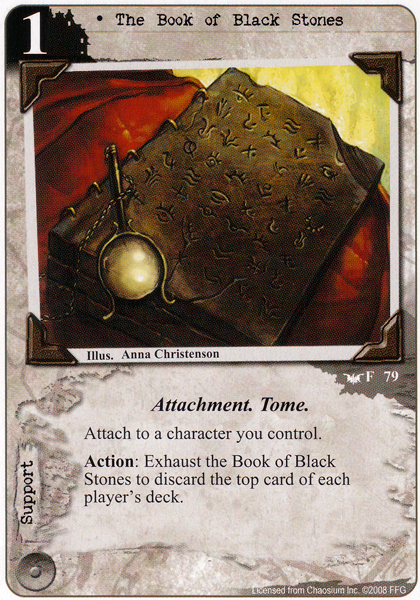 1
• The Book of Black Stones
Illus. Anna Christenson
F 79
Attachment. Tome.
Attach to a character you control.
Action: Exhaust the Book of Black
Stones to discard the top card of each
player's deck.
Support
Licensed from Chaosium Inc. ©2008 FFG